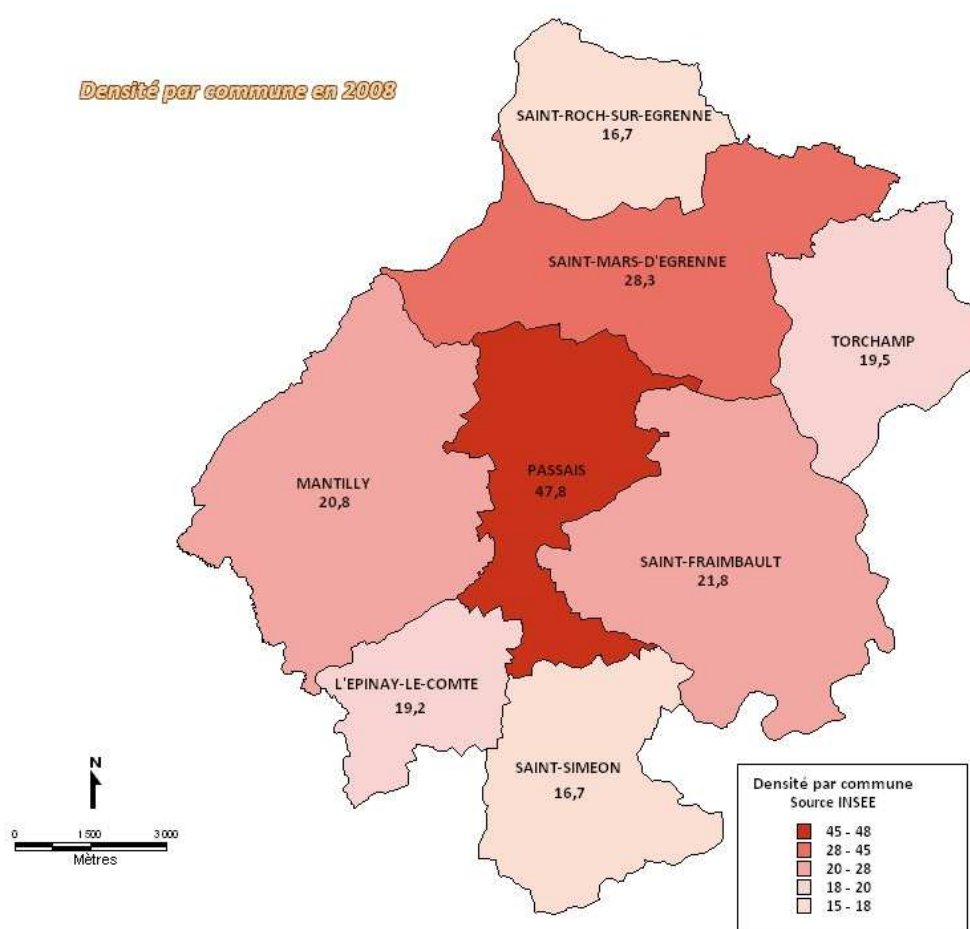 Densité par commune en 2008
SAINT-ROCH-SUR-EGRENNE
16,7
SAINT-MARS-D'EGRENNE
28,3
TORCHAMP
19,5
PASSAIS
47,8
MANTILLY
20,8
SAINT-FRAIMBAULT
21,8
L'EPINAY-LE-COMTE
19,2
SAINT-SIMEON
16,7
N
0 1 500 3 000
Mètres
Densité par commune
Source INSEE
45 - 48
28 - 45
20 - 28
18 - 20
15 - 18